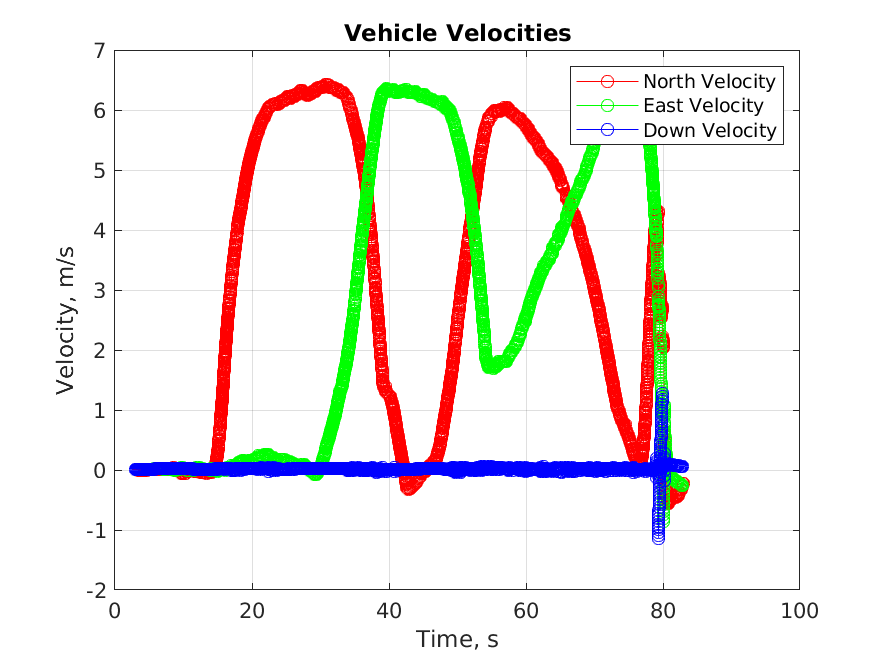 Vehicle Velocities
North Velocity
East Velocity
Down Velocity
Velocity, m/s
7
6
5
4
3
2
1
0
-1
-2
0 20 40 60 80 100
Time, s